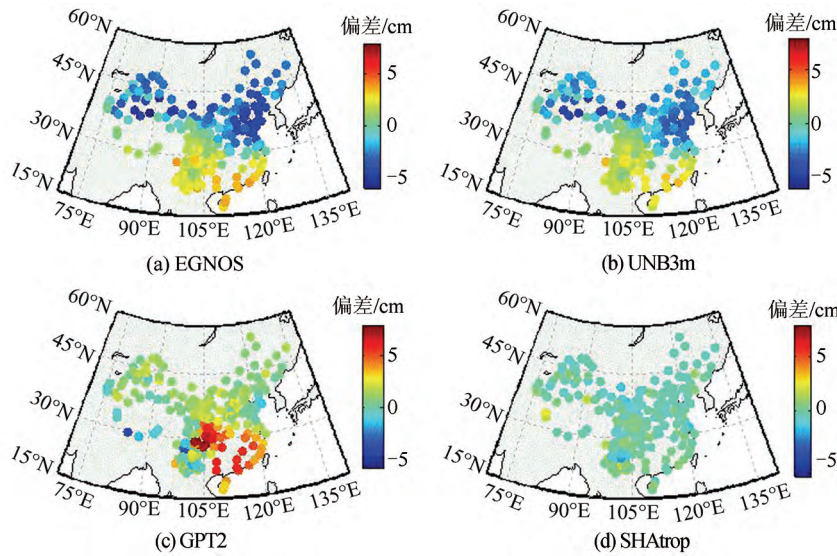 60°N
45°N
30°N
15°N
75°E
90°E
105°E
120°E
135°E
偏差/cm
5
0
−5
(a) EGNOS
60°N
45°N
30°N
15°N
75°E
90°E
105°E
120°E
135°E
偏差/cm
5
0
−5
(b) UNB3m
60°N
45°N
30°N
15°N
75°E
90°E
105°E
120°E
135°E
偏差/cm
5
0
−5
(c) GPT2
60°N
45°N
30°N
15°N
75°E
90°E
105°E
120°E
135°E
偏差/cm
5
0
−5
(d) SHAtrop